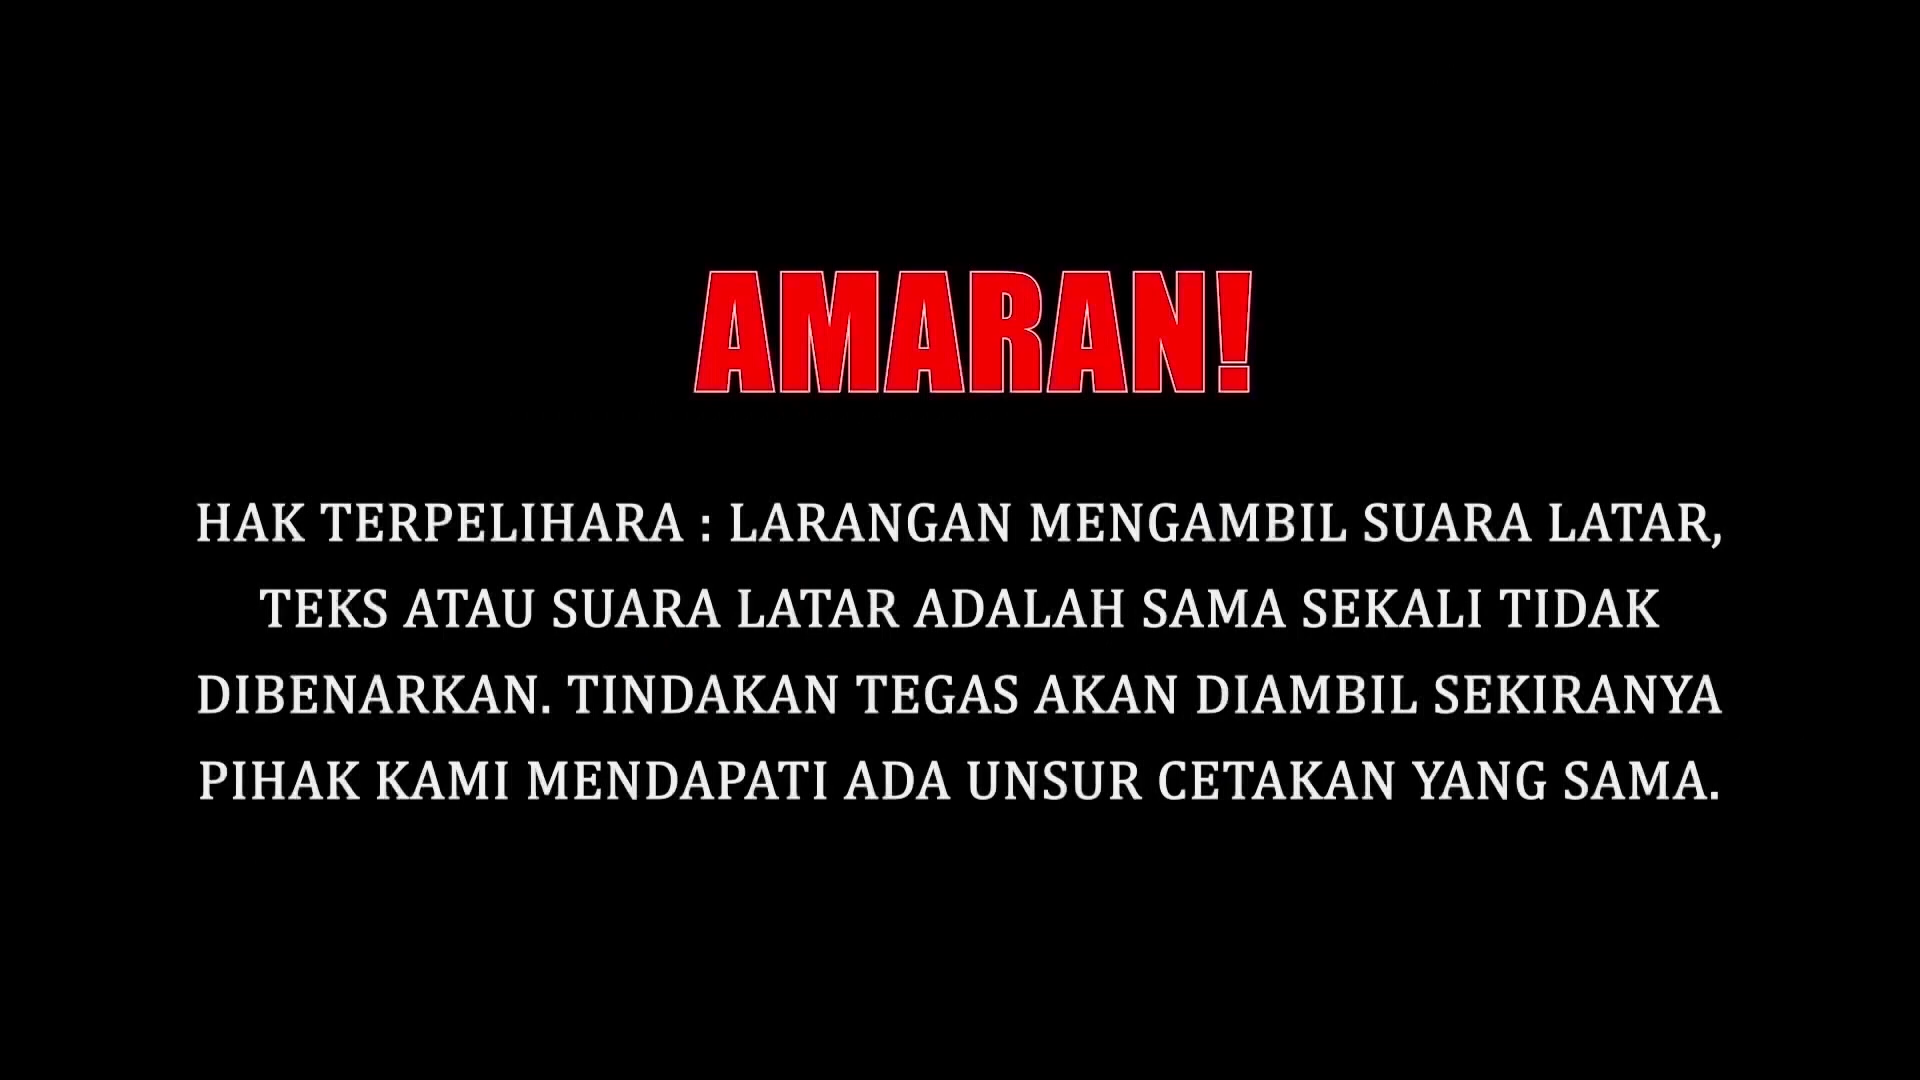 AMARAN!
HAK TERPELIHARA : LARANGAN MENGAMBIL SUARA LATAR,
TEKS ATAU SUARA LATAR ADALAH SAMA SEKALI TIDAK
DIBENARKAN. TINDAKAN TEGAS AKAN DIAMBIL SEKIRANYA
PIHAK KAMI MENDAPATI ADA UNSUR CETAKAN YANG SAMA.